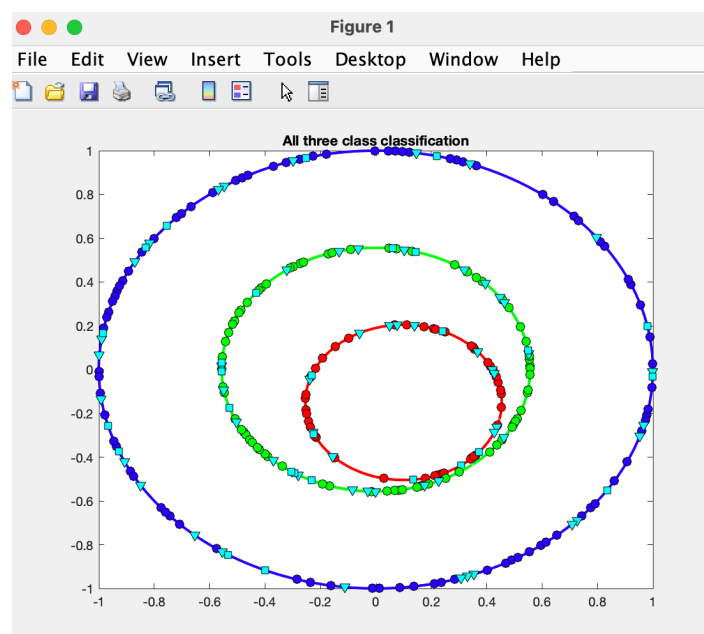 Figure 1
File Edit View Insert Tools Desktop Window Help
All three class classification
1
0.8
0.6
0.4
0.2
0
-0.2
-0.4
-0.6
-0.8
-1
-1 -0.8 -0.6 -0.4 -0.2 0 0.2 0.4 0.6 0.8 1